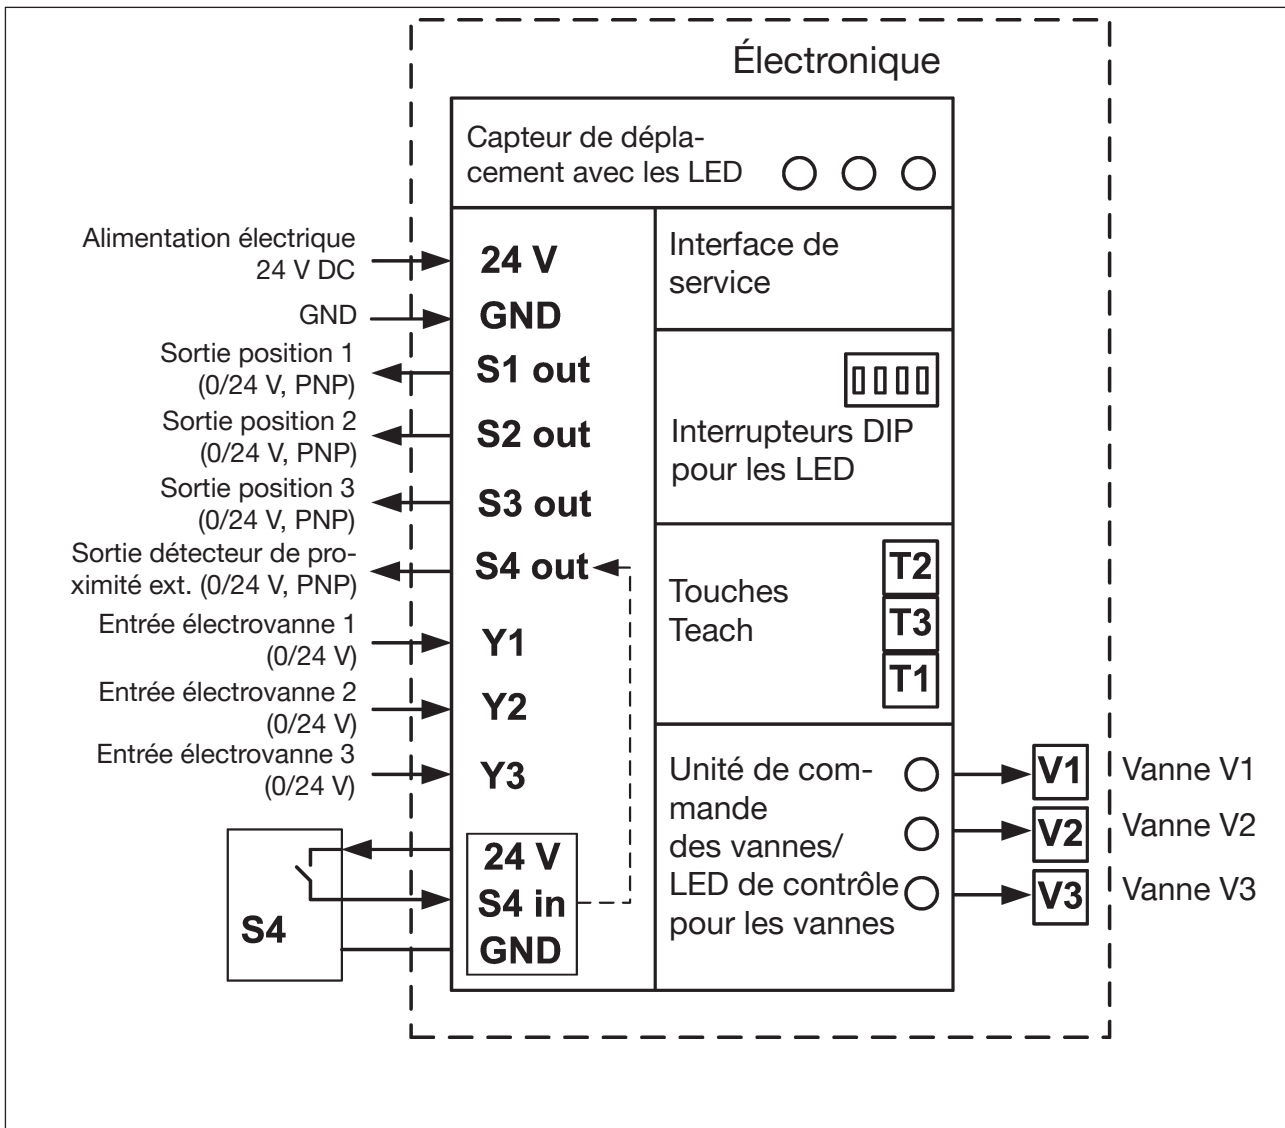 Électronique
Capteur de dépla-
cement avec les LED
Alimentation électrique
24 V DC
GND
Sortie position 1
(0/24 V, PNP)
Sortie position 2
(0/24 V, PNP)
Sortie position 3
(0/24 V, PNP)
Sortie détecteur de pro-
ximité ext. (0/24 V, PNP)
Entrée électrovanne 1
(0/24 V)
Entrée électrovanne 2
(0/24 V)
Entrée électrovanne 3
(0/24 V)
24 V
GND
S1 out
S2 out
S3 out
S4 out
Y1
Y2
Y3
24 V
S4 in
GND
S4
Interface de
service
Interrupteurs DIP
pour les LED
Touches
Teach
T2
T3
T1
Unité de com-
mande
des vannes/
LED de contrôle
pour les vannes
V1
Vanne V1
V2
Vanne V2
V3
Vanne V3